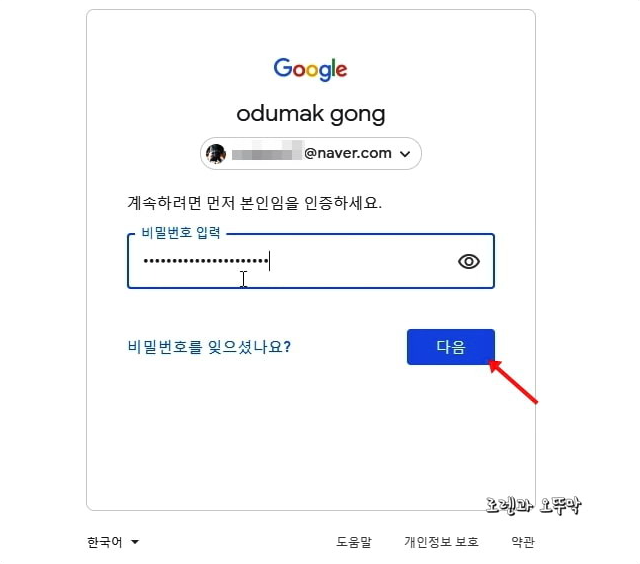 Google
odumak gong
@naver.com
계속하려면 먼저 본인임을 인증하세요.
비밀번호 입력
••••••••••••••••••••••
비밀번호를 잊으셨나요? 다음
로렌과 오뚜막
한국어 도움말 개인정보 보호 약관